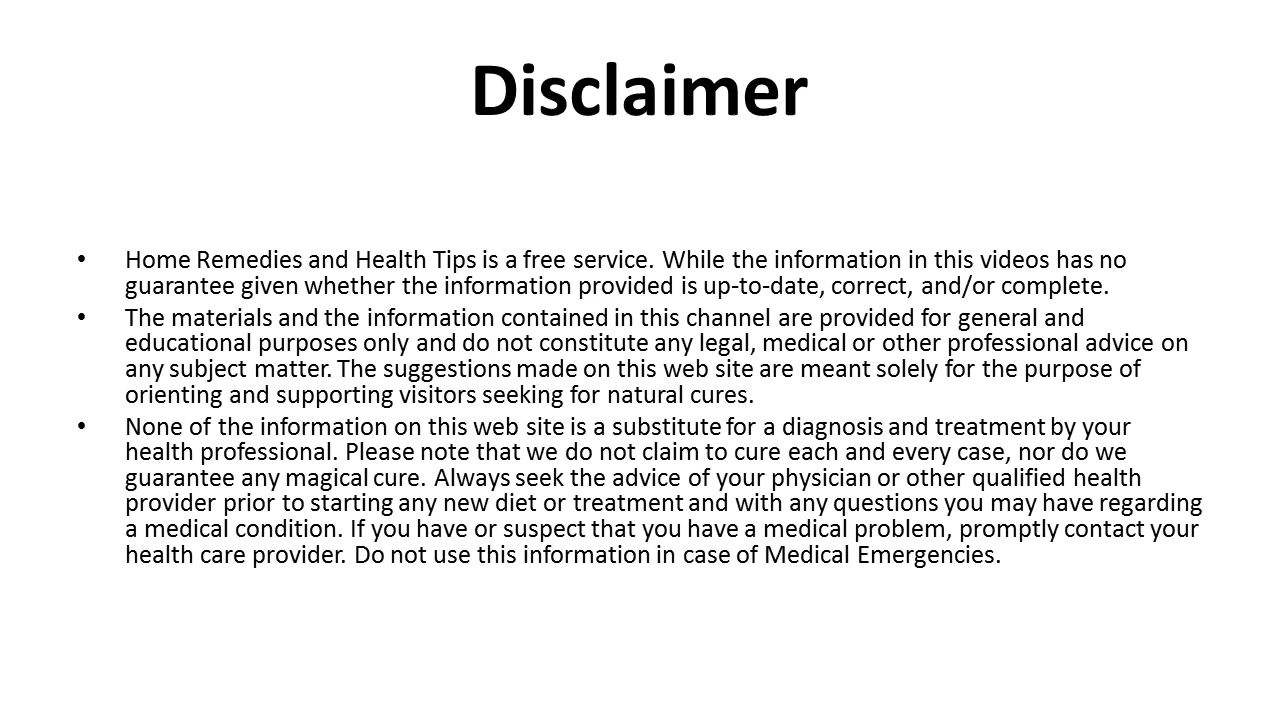 Disclaimer
• Home Remedies and Health Tips is a free service. While the information in this videos has no
guarantee given whether the information provided is up-to-date, correct, and/or complete.
• The materials and the information contained in this channel are provided for general and
educational purposes only and do not constitute any legal, medical or other professional advice on
any subject matter. The suggestions made on this web site are meant solely for the purpose of
orienting and supporting visitors seeking for natural cures.
• None of the information on this web site is a substitute for a diagnosis and treatment by your
health professional. Please note that we do not claim to cure each and every case, nor do we
guarantee any magical cure. Always seek the advice of your physician or other qualified health
provider prior to starting any new diet or treatment and with any questions you may have regarding
a medical condition. If you have or suspect that you have a medical problem, promptly contact your
health care provider. Do not use this information in case of Medical Emergencies.